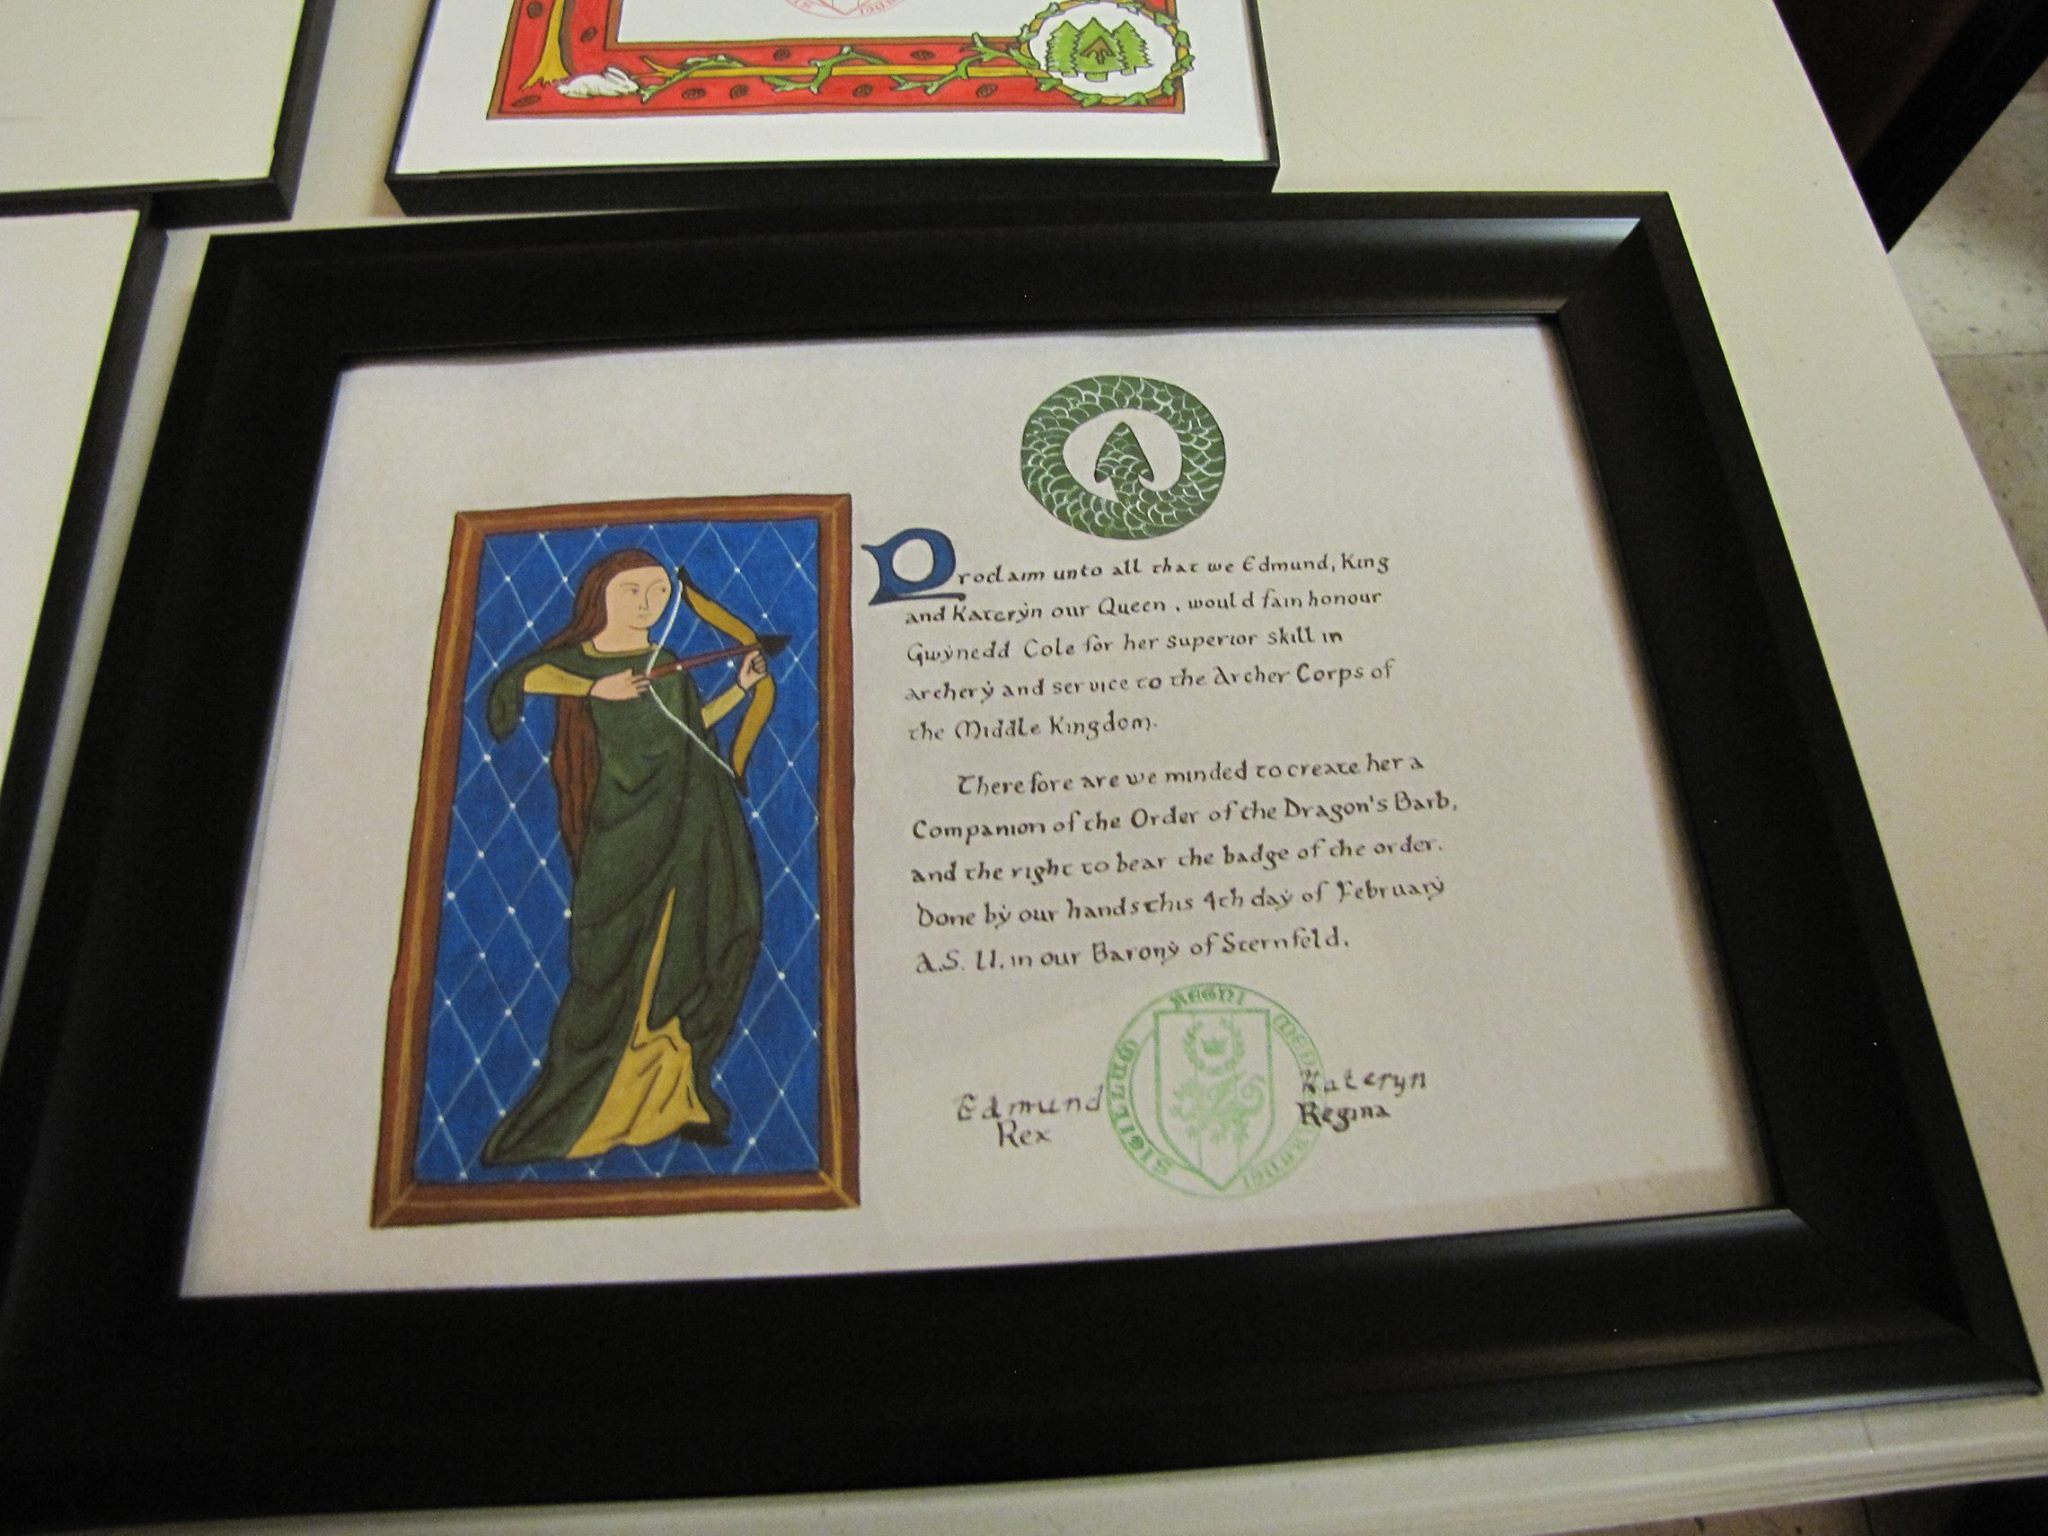 Proclaim unto all that we Edmund, King
and Kateryn our Queen, would fain honour
Gwynedd Cole for her superior skill in
archery and service to the Archer Corps of
the Middle Kingdom.
Therefore are we minded to create her a
Companion of the Order of the Dragon's Barb,
and the right to bear the badge of the order.
Done by our hands this 4th day of February
A.S. LI. in our Barony of Sternfeld.
SIGILLUM REGNI
Edmund
Rex
Kateryn
Regina